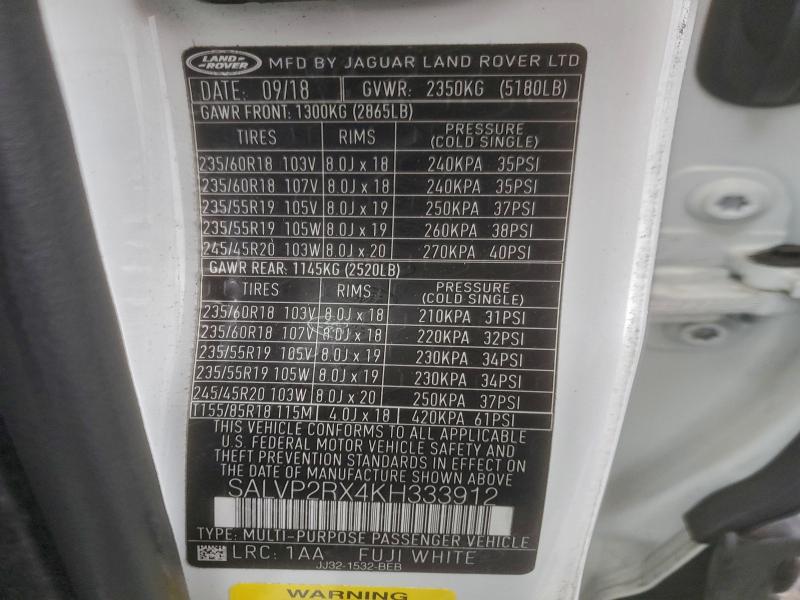 LAND ROVER MFD BY JAGUAR LAND ROVER LTD
DATE: 09/18 GVWR: 2350KG (5180LB)
GAWR FRONT: 1300KG (2865LB)
TIRES RIMS PRESSURE (COLD SINGLE)
235/60R18 103V 8.0J x 18 240KPA 35PSI
235/60R18 107V 8.0J x 18 240KPA 35PSI
235/55R19 105V 8.0J x 19 250KPA 37PSI
235/55R19 105W 8.0J x 19 260KPA 38PSI
245/45R20 103W 8.0J x 20 270KPA 40PSI
GAWR REAR: 1145KG (2520LB)
TIRES RIMS PRESSURE (COLD SINGLE)
235/60R18 103V 8.0J x 18 210KPA 31PSI
235/60R18 107V 8.0J x 18 220KPA 32PSI
235/55R19 105V 8.0J x 19 230KPA 34PSI
235/55R19 105W 8.0J x 19 230KPA 34PSI
245/45R20 103W 8.0J x 20 250KPA 37PSI
T155/85R18 115M 4.0J x 18 420KPA 61PSI
THIS VEHICLE CONFORMS TO ALL APPLICABLE
U.S. FEDERAL MOTOR VEHICLE SAFETY AND
THEFT PREVENTION STANDARDS IN EFFECT ON
THE DATE OF MANUFACTURE SHOWN ABOVE
SALVP2RX4KH333912
TYPE: MULTI-PURPOSE PASSENGER VEHICLE
LRC: 1AA FUJI WHITE
JJ32-1532-BEB
WARNING